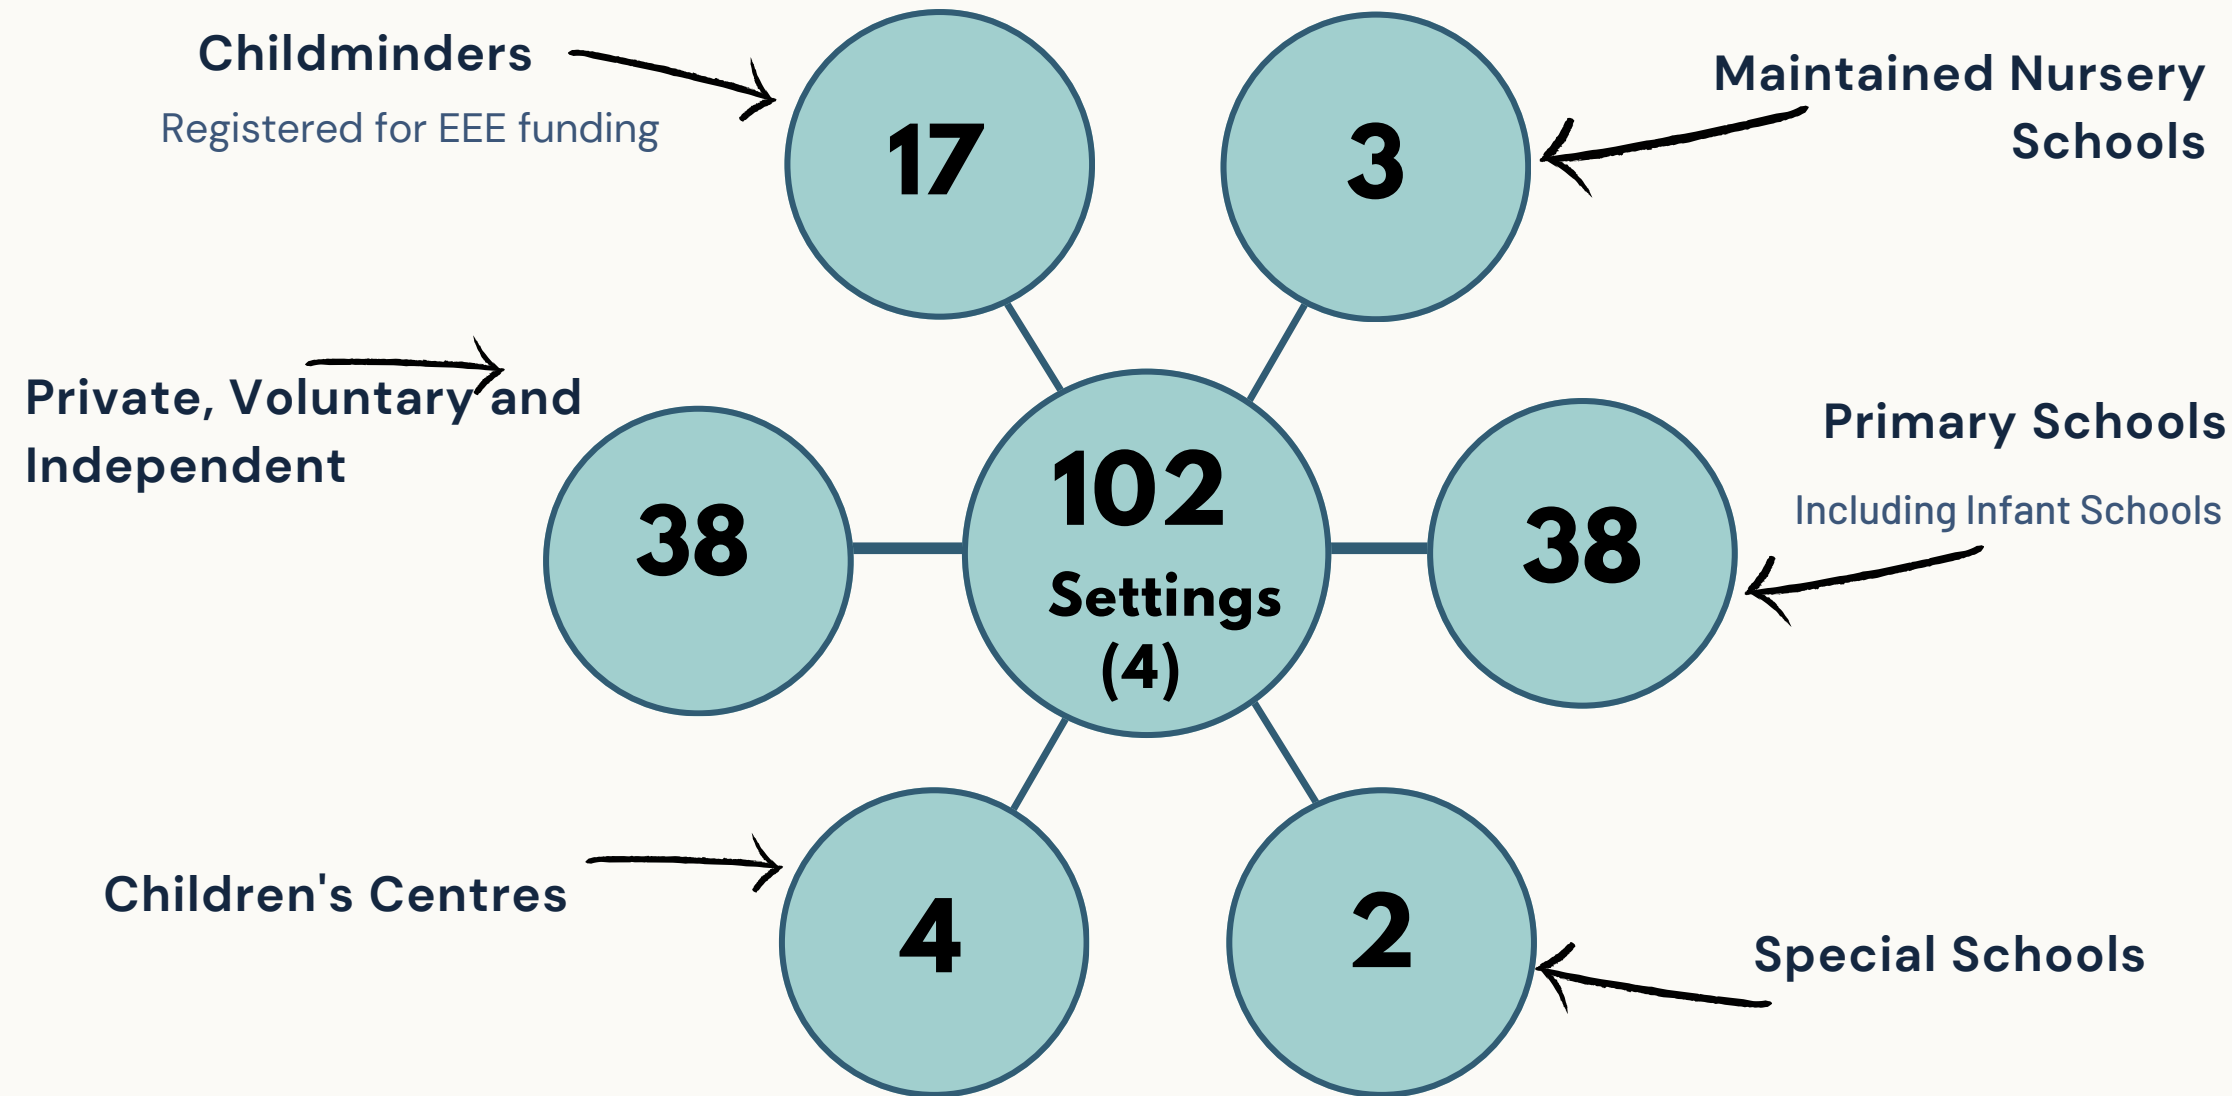 Childminders
Registered for EEE funding
17
3
Maintained Nursery
Schools
Private, Voluntary and
Independent
38
102
Settings
(4)
38
Primary Schools
Including Infant Schools
Children's Centres
4
2
Special Schools